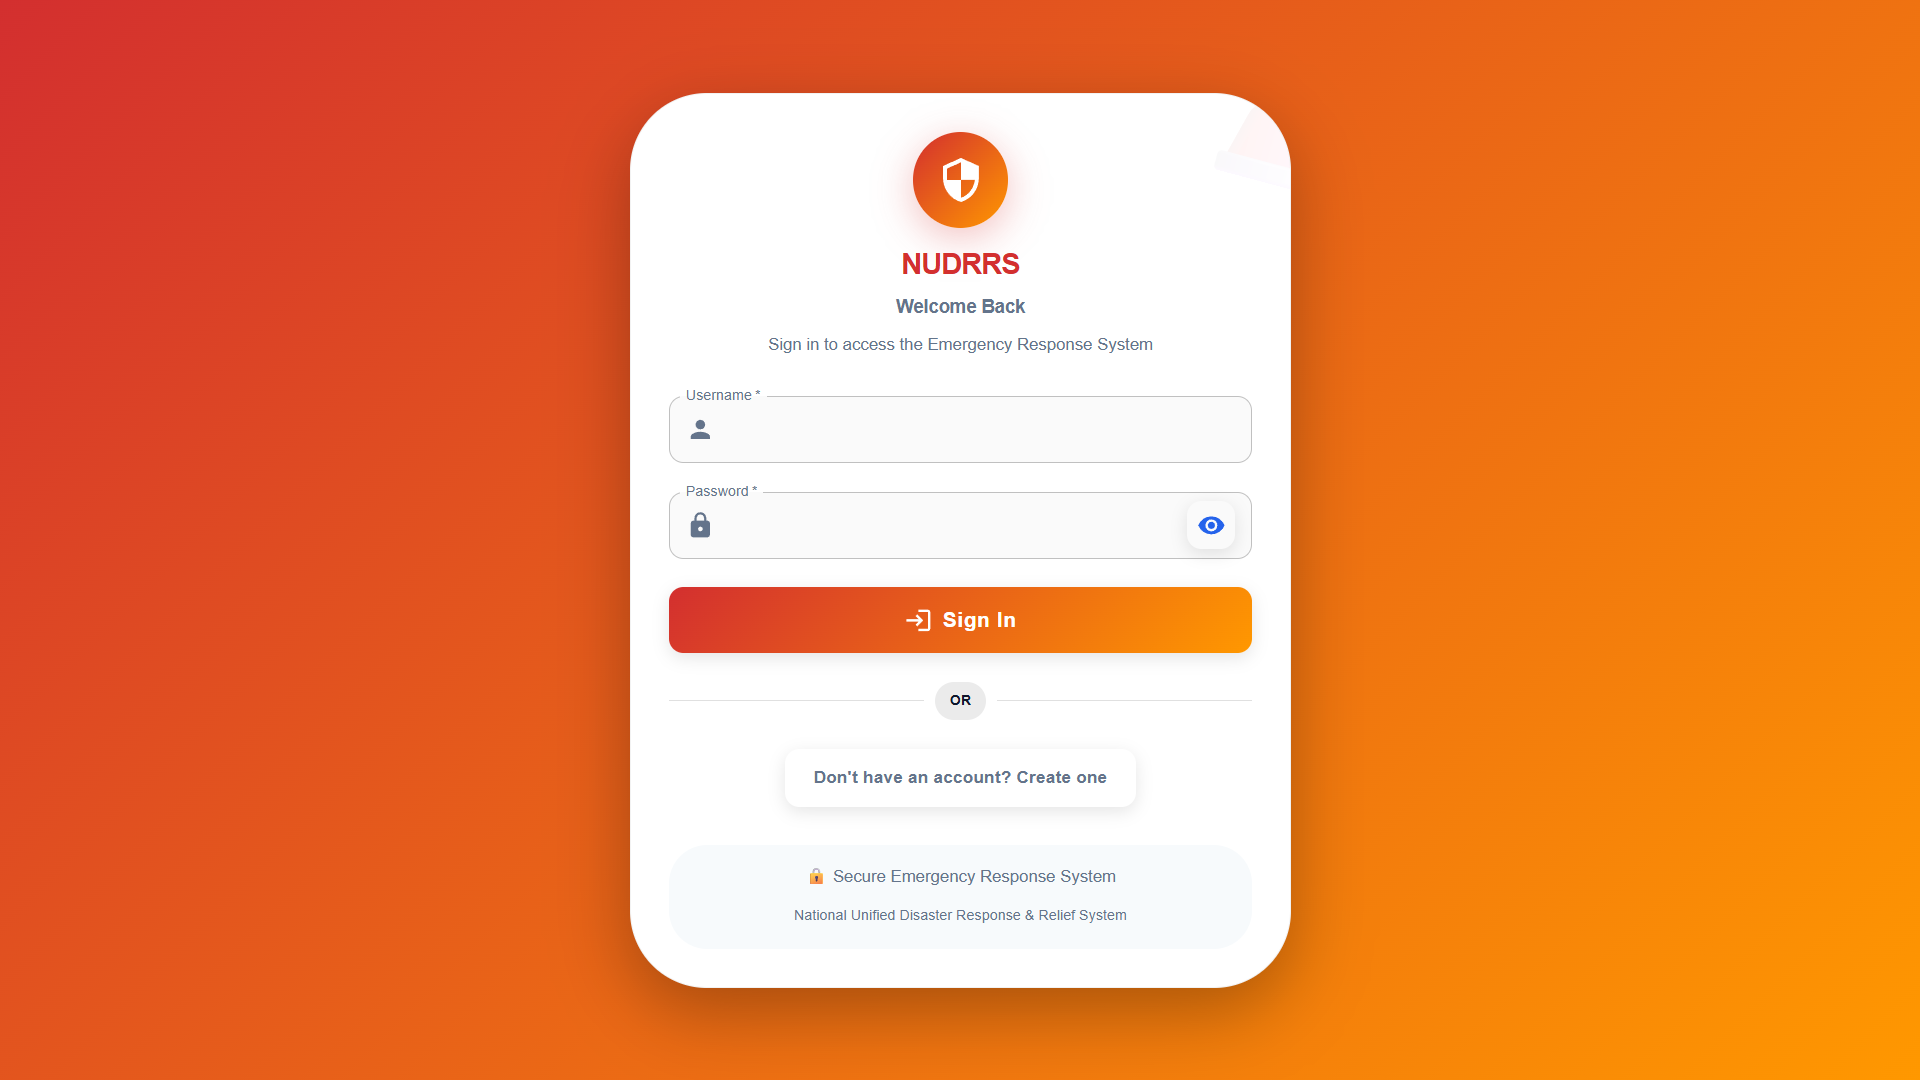 NUDRRS
Welcome Back
Sign in to access the Emergency Response System
Username *
Password *
Sign In
OR
Don't have an account? Create one
🔒 Secure Emergency Response System
National Unified Disaster Response & Relief System